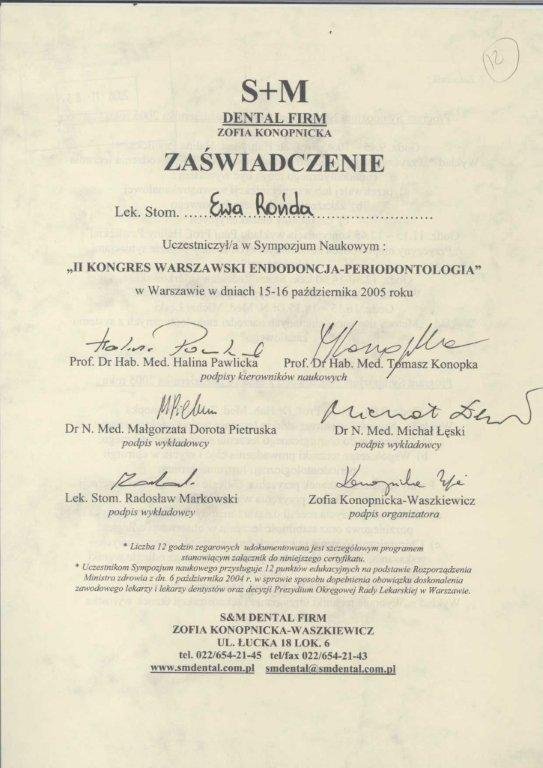 12
S+M
DENTAL FIRM
ZOFIA KONOPNICKA
ZAŚWIADCZENIE
Lek. Stom. Ewa Rońda
Uczestniczył/a w Sympozjum Naukowym :
„II KONGRES WARSZAWSKI ENDODONCJA-PERIODONTOLOGIA”
w Warszawie w dniach 15-16 października 2005 roku
Prof. Dr Hab. Med. Halina Pawlicka Prof. Dr Hab. Med. Tomasz Konopka
podpisy kierowników naukowych
Dr N. Med. Małgorzata Dorota Pietruska Dr N. Med. Michał Łęski
podpis wykładowcy podpis wykładowcy
Lek. Stom. Radosław Markowski Zofia Konopnicka-Waszkiewicz
podpis wykładowcy podpis organizatora
* Liczba 12 godzin zegarowych udokumentowana jest szczegółowym programem
stanowiącym załącznik do niniejszego certyfikatu.
* Uczestnikom Sympozjum naukowego przysługuje 12 punktów edukacyjnych na podstawie Rozporządzenia
Ministra zdrowia z dn. 6 października 2004 r. w sprawie sposobu dopełnienia obowiązku doskonalenia
zawodowego lekarzy i lekarzy dentystów oraz decyzji Prezydium Okręgowej Rady Lekarskiej w Warszawie.
S&M DENTAL FIRM
ZOFIA KONOPNICKA-WASZKIEWICZ
UL. ŁUCKA 18 LOK. 6
tel. 022/654-21-45 tel/fax 022/654-21-43
www.smdental.com.pl smdental@smdental.com.pl